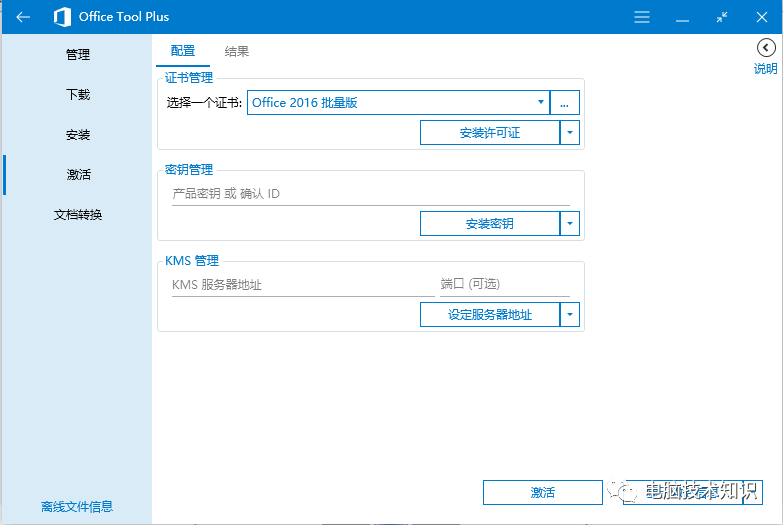 Office Tool Plus
管理
下载
安装
激活
文档转换
离线文件信息
配置
结果
说明
证书管理
选择一个证书:
Office 2016 批量版
...
安装许可证
密钥管理
产品密钥 或 确认 ID
安装密钥
KMS 管理
KMS 服务器地址
端口 (可选)
设定服务器地址
激活
电脑技术知识